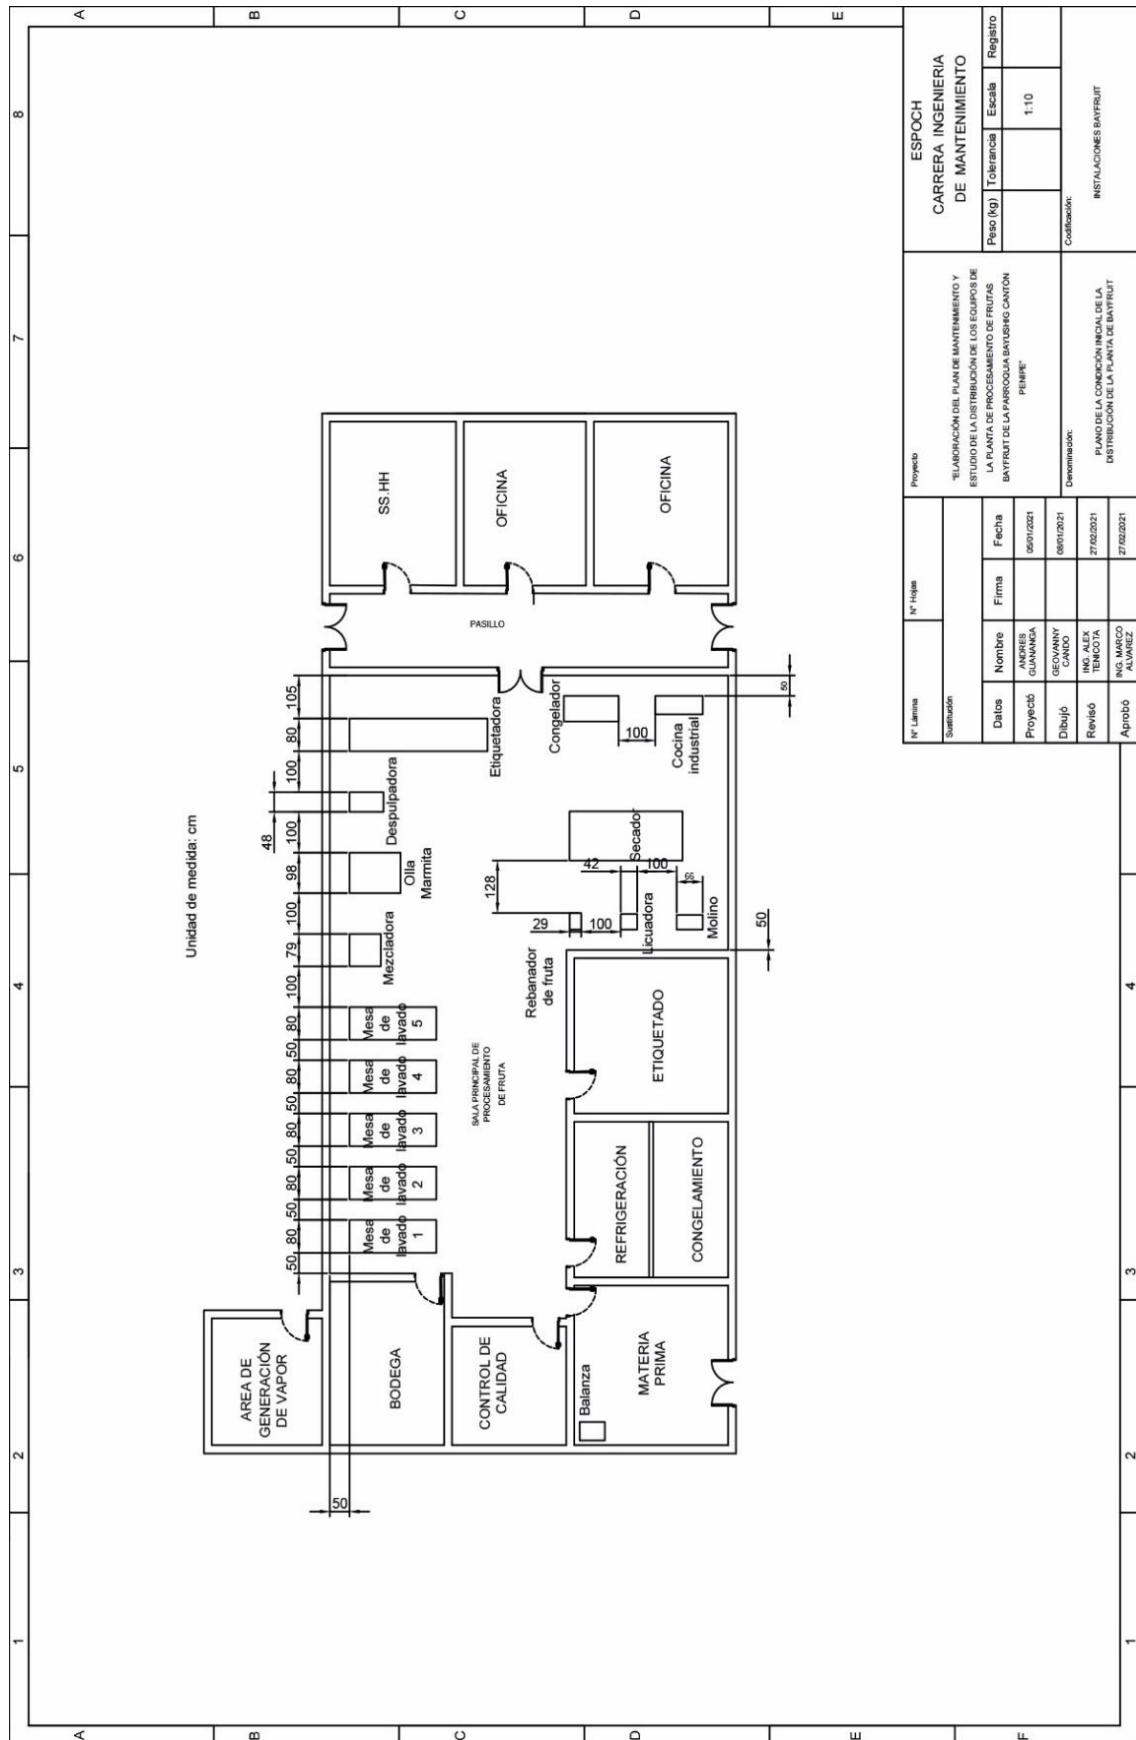 1
2
3
4
5
6
7
8
A
B
C
D
E
Unidad de medida: cm
50
80
50
80
50
80
50
80
50
80
100
79
100
98
100
48
100
80
105
50
AREA DE
GENERACIÓN
DE VAPOR
BODEGA
CONTROL DE
CALIDAD
Balanza
MATERIA
PRIMA
Mesa
de
lavado
1
Mesa
de
lavado
2
Mesa
de
lavado
3
Mesa
de
lavado
4
Mesa
de
lavado
5
Mezcladora
Olla
Marmita
Despulpadora
Etiquetadora
SALA PRINCIPAL DE
PROCESAMIENTO
DE FRUTA
REFRIGERACIÓN
CONGELAMIENTO
ETIQUETADO
Rebanador
de fruta
29
128
100
42
Licuadora
100
66
Molino
50
Secador
Congelador
100
Cocina
industrial
50
PASILLO
SS.HH
OFICINA
OFICINA
N° Lámina
N° Hojas
Sustitución
Datos
Nombre
Firma
Fecha
Proyectó
ANDRES
GUANANGA
05/01/2021
Dibujó
GEOVANNY
CANDO
08/01/2021
Revisó
ING. ALEX
TENICOTA
27/02/2021
Aprobó
ING. MARCO
ALVAREZ
27/02/2021
Proyecto
"ELABORACIÓN DEL PLAN DE MANTENIMIENTO Y
ESTUDIO DE LA DISTRIBUCIÓN DE LOS EQUIPOS DE
LA PLANTA DE PROCESAMIENTO DE FRUTAS
BAYFRUIT DE LA PARROQUIA BAYUSHIG CANTÓN
PENIPE"
Denominación:
PLANO DE LA CONDICIÓN INICIAL DE LA
DISTRIBUCIÓN DE LA PLANTA DE BAYFRUIT
ESPOCH
CARRERA INGENIERIA
DE MANTENIMIENTO
Peso (kg)
Tolerancia
Escala
Registro
1:10
Codificación:
INSTALACIONES BAYFRUIT
A
B
C
D
E
F
1
2
3
4